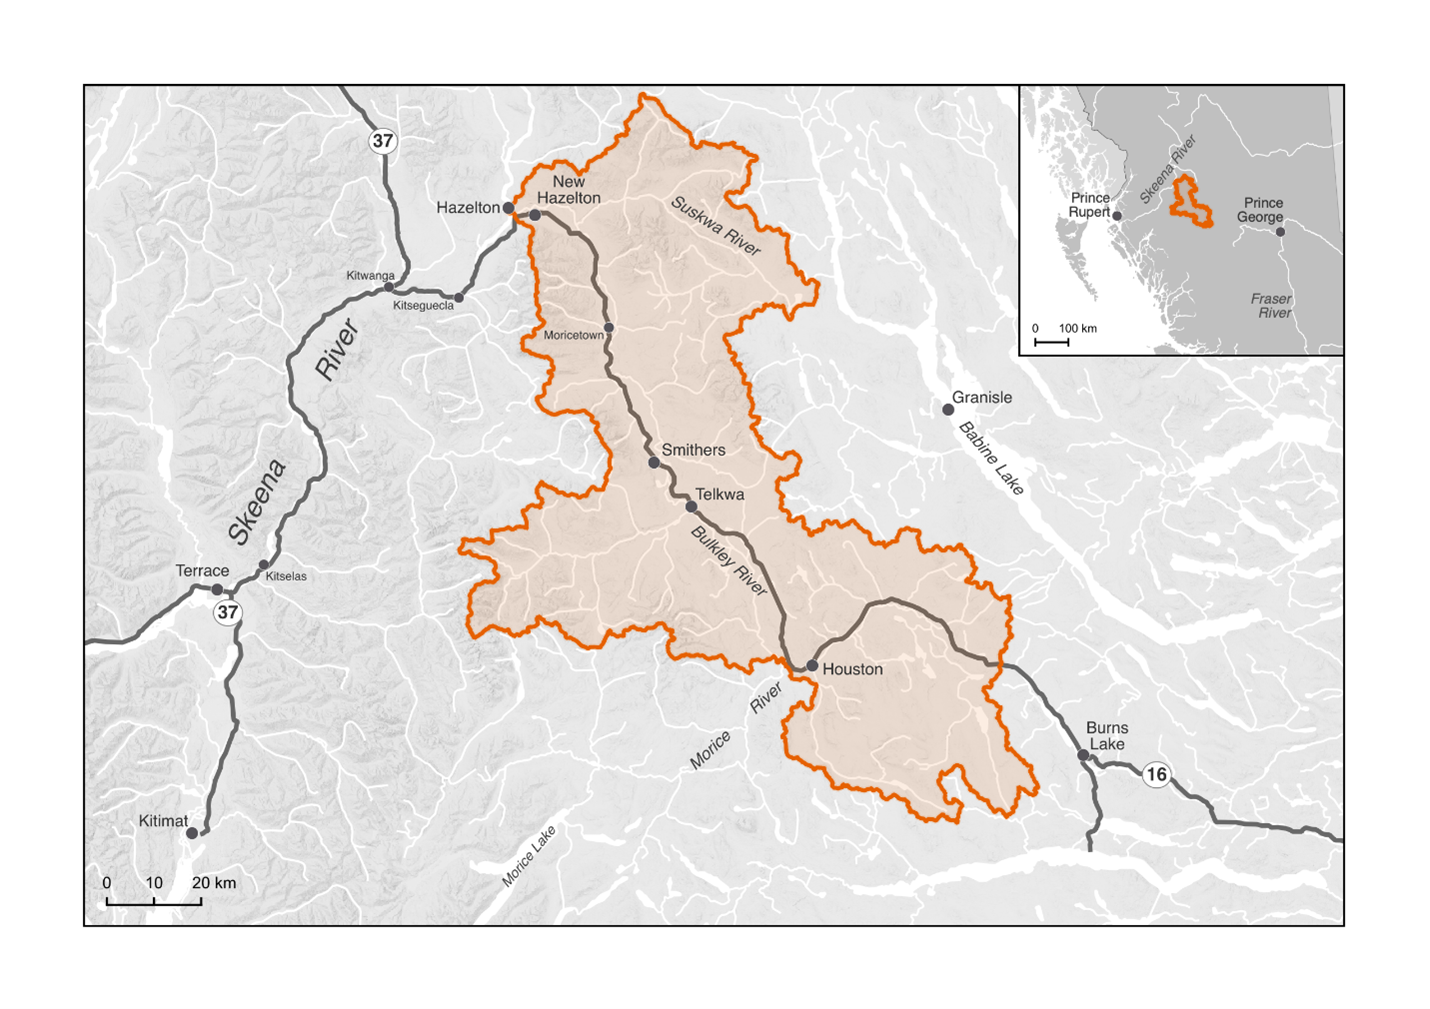 37
New
Hazelton
Hazelton
Suskwa River
Kitwanga
Kitseguecla
Moricetown
Skeena
River
Smithers
Telkwa
Bulkley River
Granisle
Babine Lake
Terrace
Kitselas
37
Houston
Morice
River
Burns
Lake
16
Kitimat
Morice Lake
0 10 20 km
Skeena River
Prince
Rupert
Prince
George
Fraser
River
0 100 km